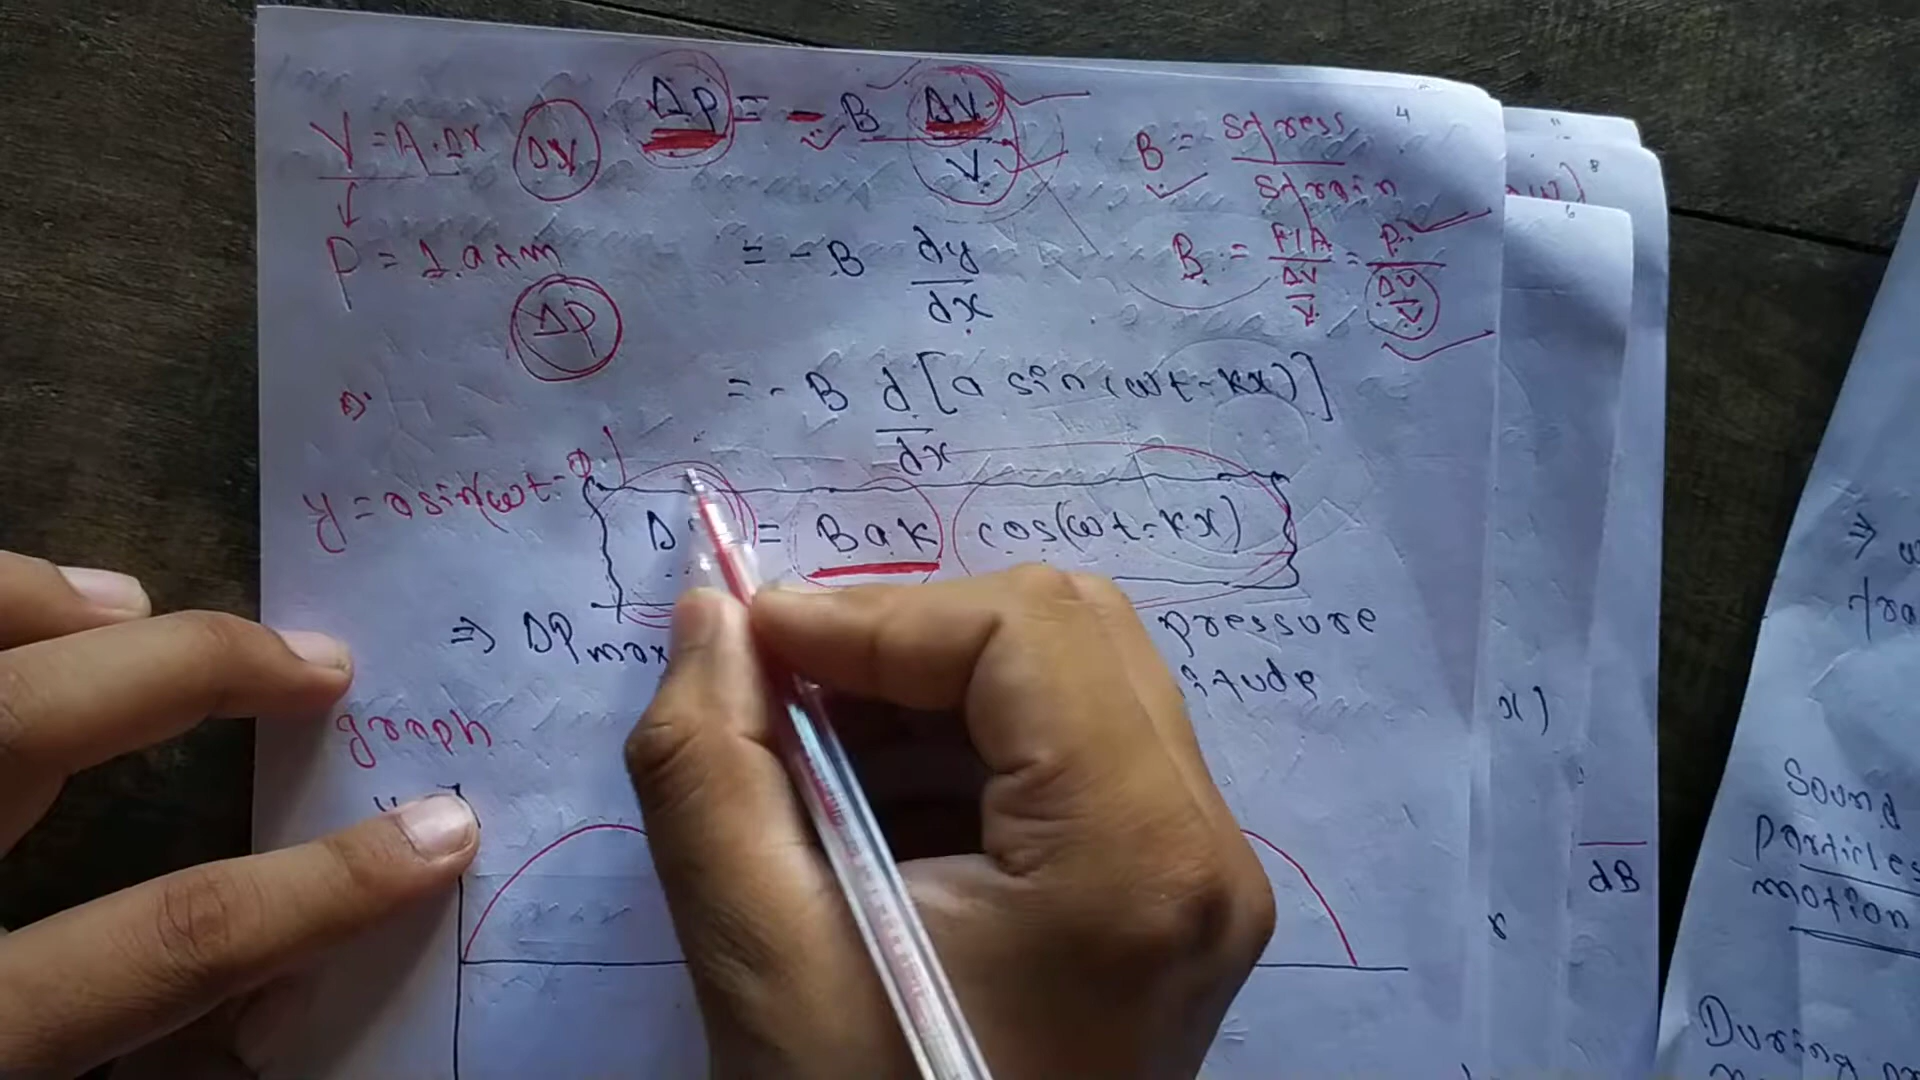 V = A.Δx ΔV Δp = - B ΔV/V B = stress/strain
P = 1 atm = - B dy/dx B = F/A / ΔV/V = P / ΔV/V
ΔP
= - B d/dx [a sin(ωt-kx)]
y = a sin(ωt-
Δ = Bak cos(ωt-kx)
⇒ ΔPmax pressure
itude
graph
x)
dB
⇒
Sound
particles
motion
During